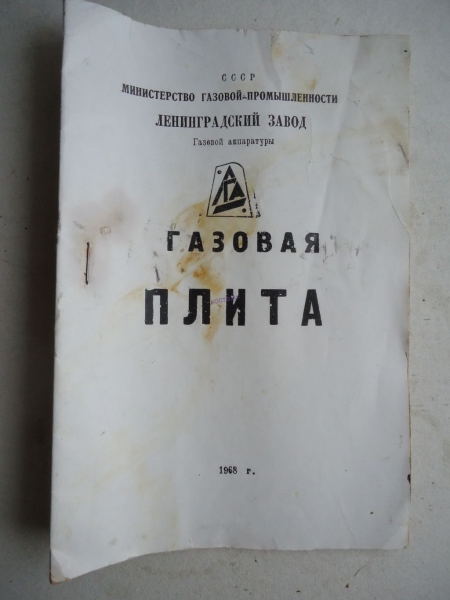 СССР
МИНИСТЕРСТВО ГАЗОВОЙ-ПРОМЫШЛЕННОСТИ
ЛЕНИНГРАДСКИЙ ЗАВОД
Газовой аппаратуры
ГАЗОВАЯ
ПЛИТА
1968 г.